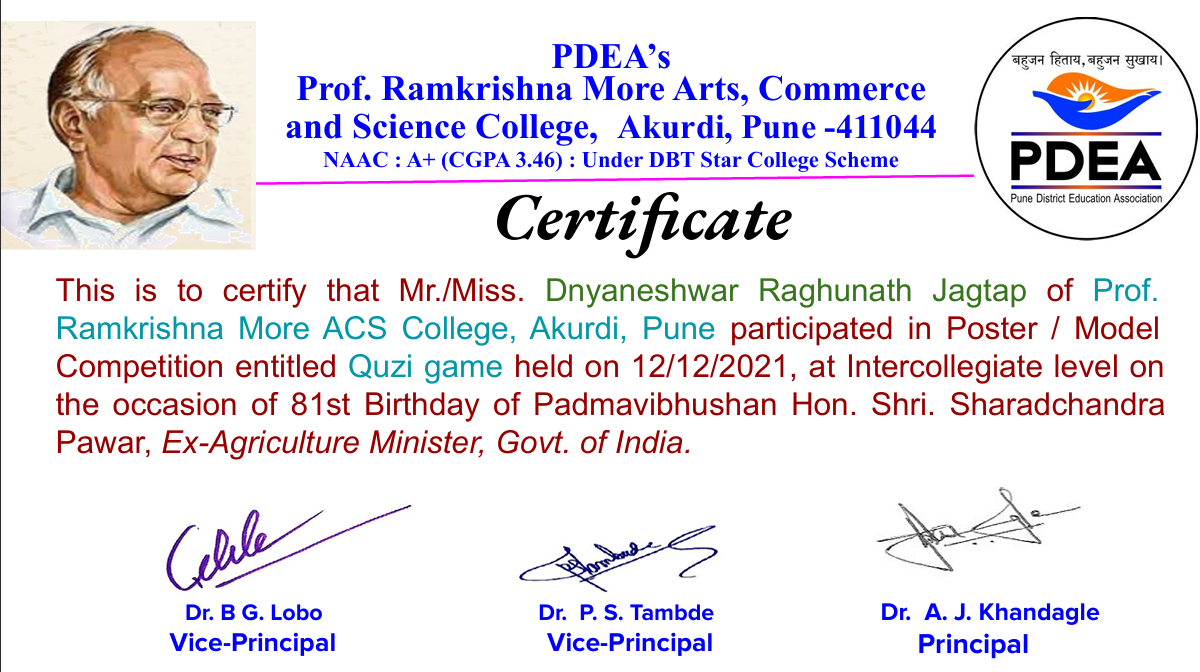 PDEA’s
Prof. Ramkrishna More Arts, Commerce
and Science College, Akurdi, Pune -411044
NAAC : A+ (CGPA 3.46) : Under DBT Star College Scheme
बहुजन हिताय, बहुजन सुखाय।
PDEA
Pune District Education Association
Certificate
This is to certify that Mr./Miss. Dnyaneshwar Raghunath Jagtap of Prof.
Ramkrishna More ACS College, Akurdi, Pune participated in Poster / Model
Competition entitled Quzi game held on 12/12/2021, at Intercollegiate level on
the occasion of 81st Birthday of Padmavibhushan Hon. Shri. Sharadchandra
Pawar, Ex-Agriculture Minister, Govt. of India.
Dr. B G. Lobo
Vice-Principal
Dr. P. S. Tambde
Vice-Principal
Dr. A. J. Khandagle
Principal